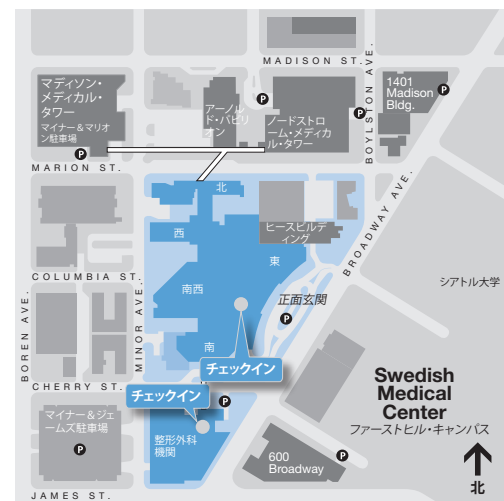 MADISON ST.
BOYLSTON AVE.
マディソン・
メディカル・
タワー
マイナー＆マリオ
ン駐車場
P
アーノル
ド・パビリ
オン
P
ノードストロ
ーム・メディ
カル・タワー
P
1401
Madison
Bldg.
P
MARION ST.
北
西
ヒースビルデ
ィング
東
BROADWAY AVE.
COLUMBIA ST.
南西
正面玄関
シアトル大学
P
BOREN AVE.
MINOR AVE.
南
チェックイン
CHERRY ST.
チェックイン
P
Swedish
Medical
Center
ファーストヒル・キャンパス
マイナー＆ジェ
ームズ駐車場
P
整形外科
機関
600
Broadway
P
北
JAMES ST.